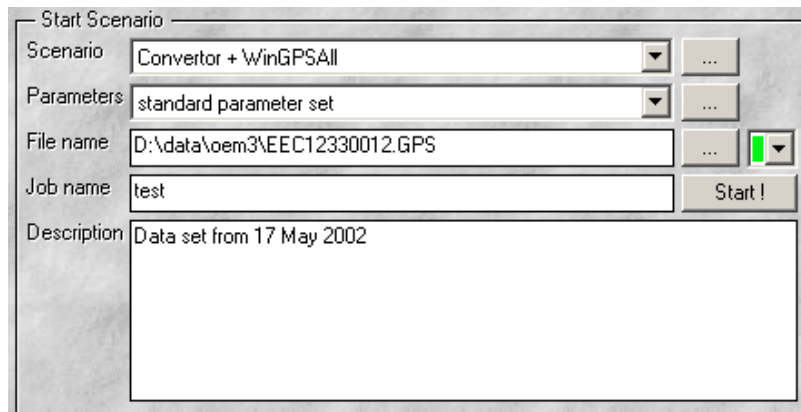 Start Scenario
Scenario Convertor + WinGPSAll ...
Parameters standard parameter set ...
File name D:\data\oem3\EEC12330012.GPS ...
Job name test Start !
Description Data set from 17 May 2002